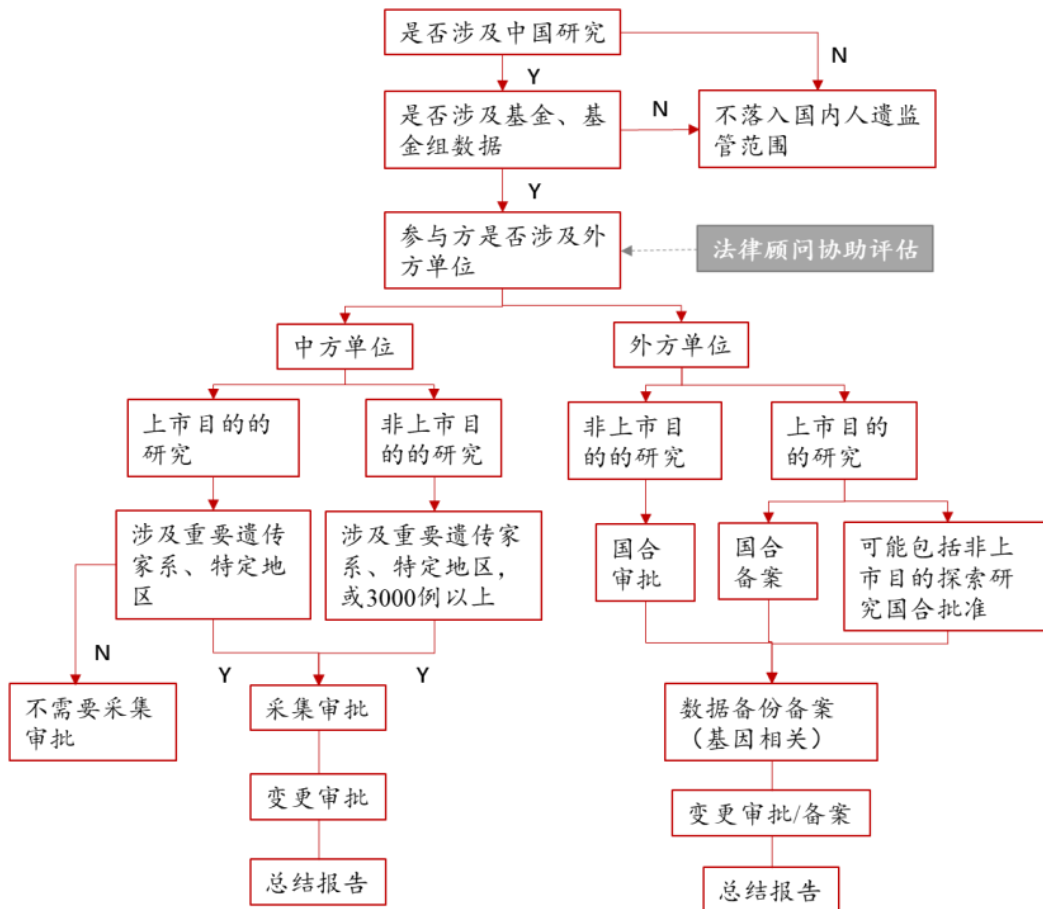 是否涉及中国研究
N
Y
是否涉及基金、基
金组数据
N
不落入国内人遗监
管范围
Y
参与方是否涉及外
方单位
法律顾问协助评估
中方单位
外方单位
上市目的的
研究
非上市目
的的研究
非上市目
的的研究
上市目的
的研究
涉及重要遗传
家系、特定地
区
涉及重要遗传家
系、特定地区，
或3000例以上
国合
审批
国合
备案
可能包括非上
市目的探索研
究国合批准
N
Y
Y
不需要采集
审批
采集审批
数据备份备案
（基因相关）
变更审批
变更审批/备案
总结报告
总结报告